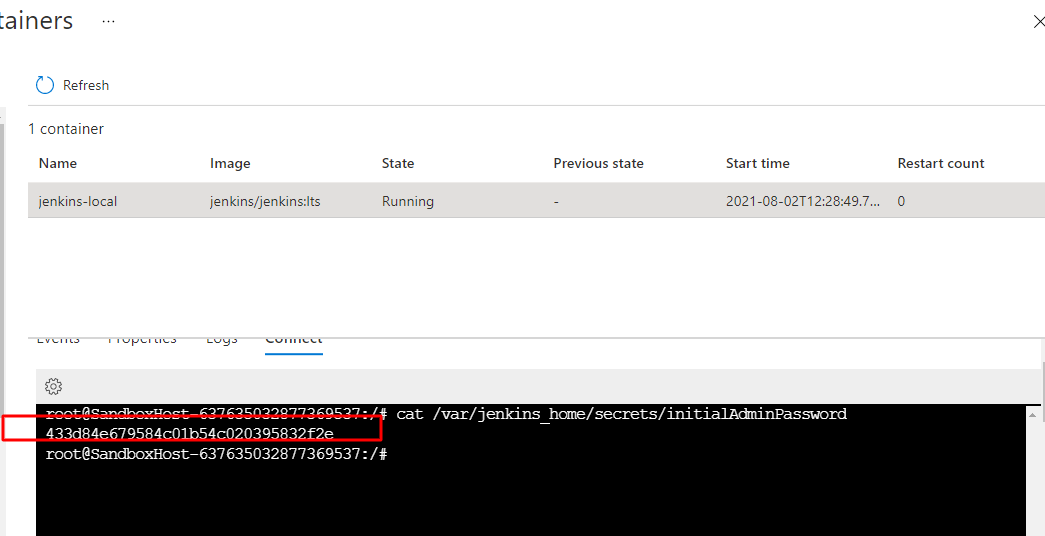 tainers ...
Refresh
1 container
Name Image State Previous state Start time Restart count
jenkins-local jenkins/jenkins:lts Running - 2021-08-02T12:28:49.7... 0
Events Properties Logs Connect
root@SandboxHost-637635032877369537:/# cat /var/jenkins_home/secrets/initialAdminPassword
433d84e679584c01b54c020395832f2e
root@SandboxHost-637635032877369537:/#